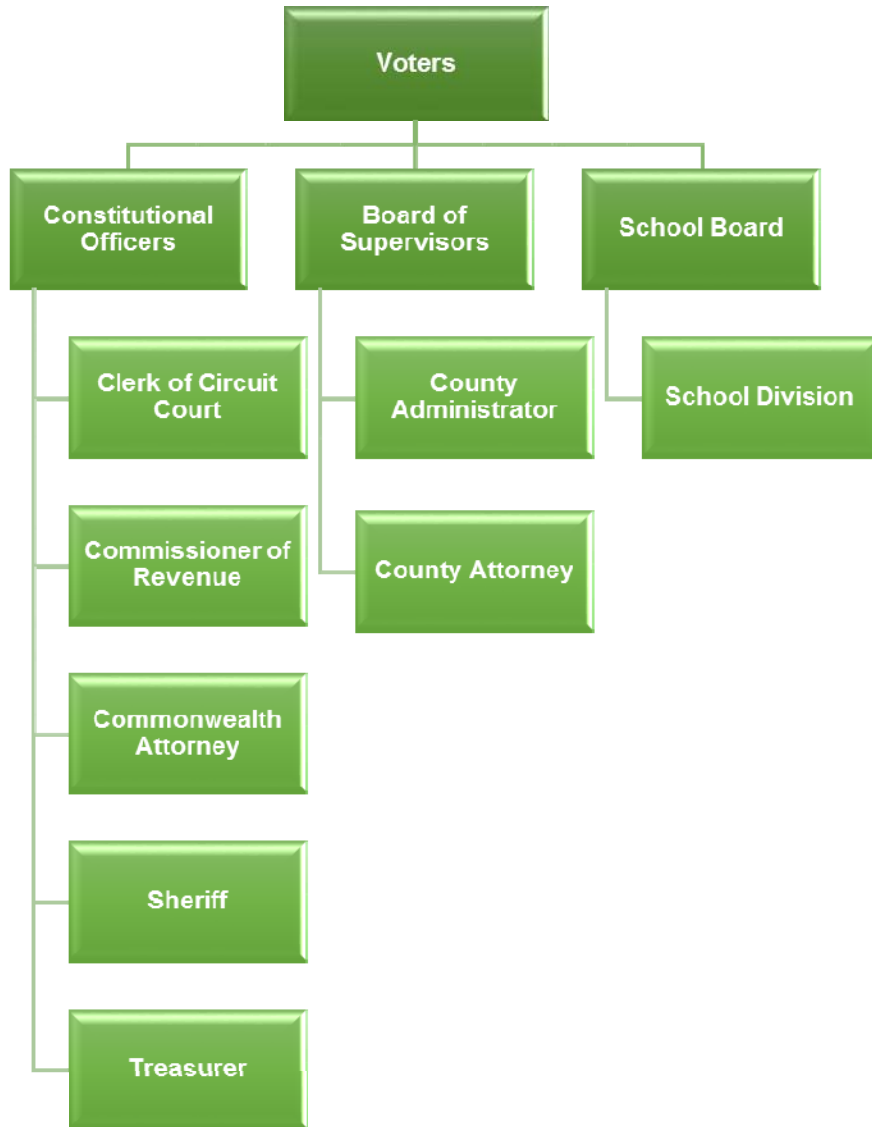 Voters
Constitutional
Officers
Board of
Supervisors
School Board
Clerk of Circuit
Court
County
Administrator
School Division
Commissioner of
Revenue
County Attorney
Commonwealth
Attorney
Sheriff
Treasurer